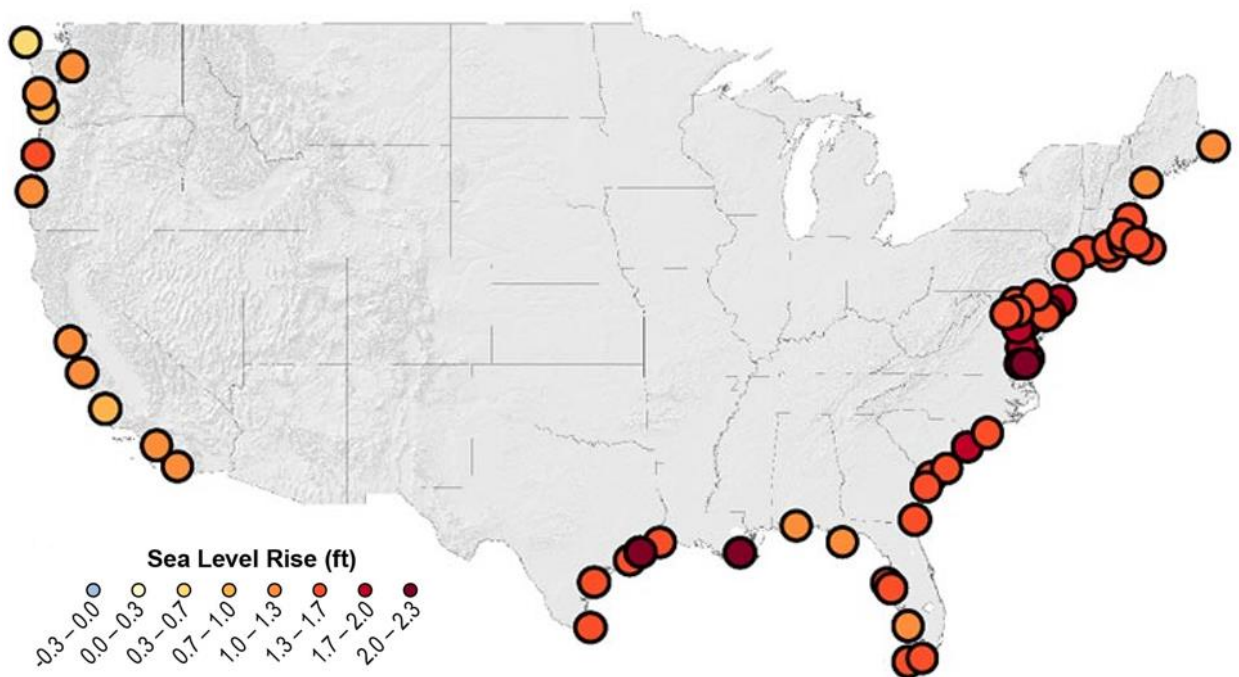 Sea Level Rise (ft)
-0.3 – 0.0
0.0 – 0.3
0.3 – 0.7
0.7 – 1.0
1.0 – 1.3
1.3 – 1.7
1.7 – 2.0
2.0 – 2.3